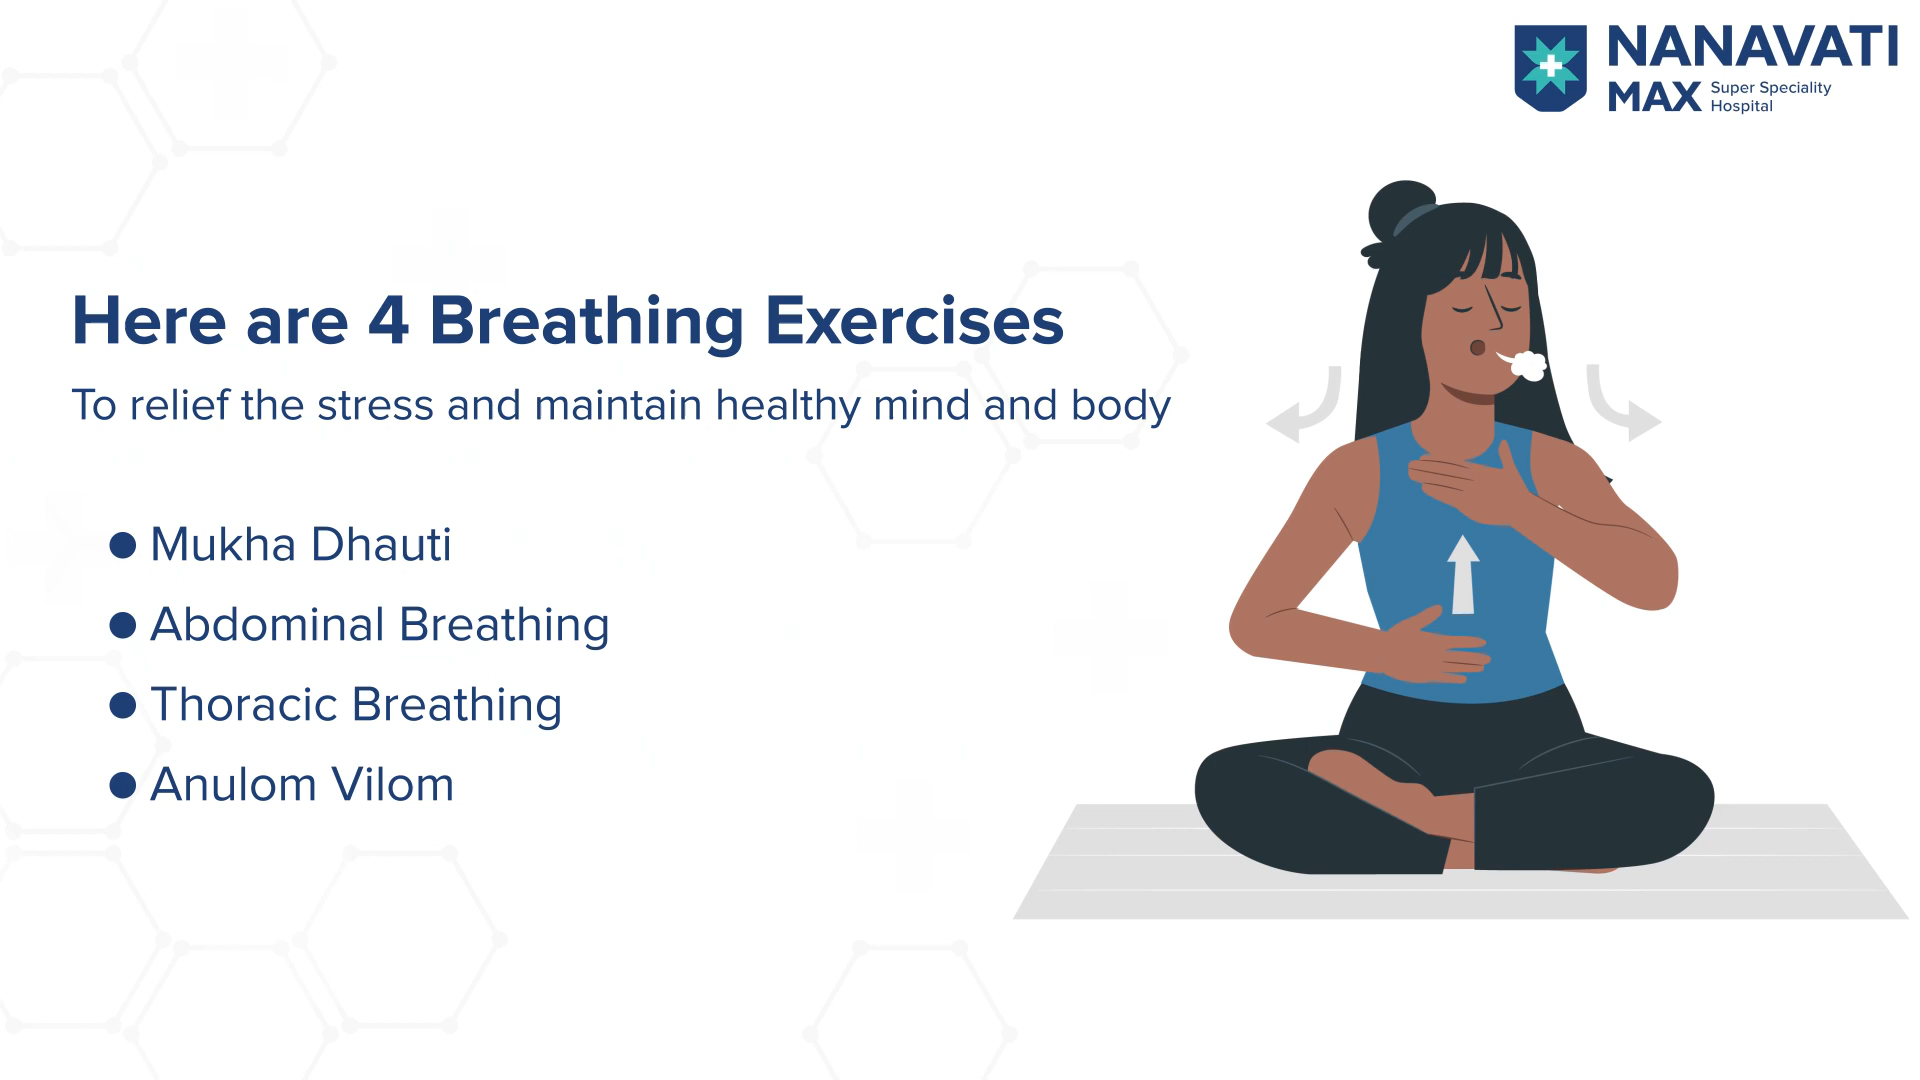 NANAVATI
MAX Super Speciality
Hospital
Here are 4 Breathing Exercises
To relief the stress and maintain healthy mind and body
● Mukha Dhauti
● Abdominal Breathing
● Thoracic Breathing
● Anulom Vilom